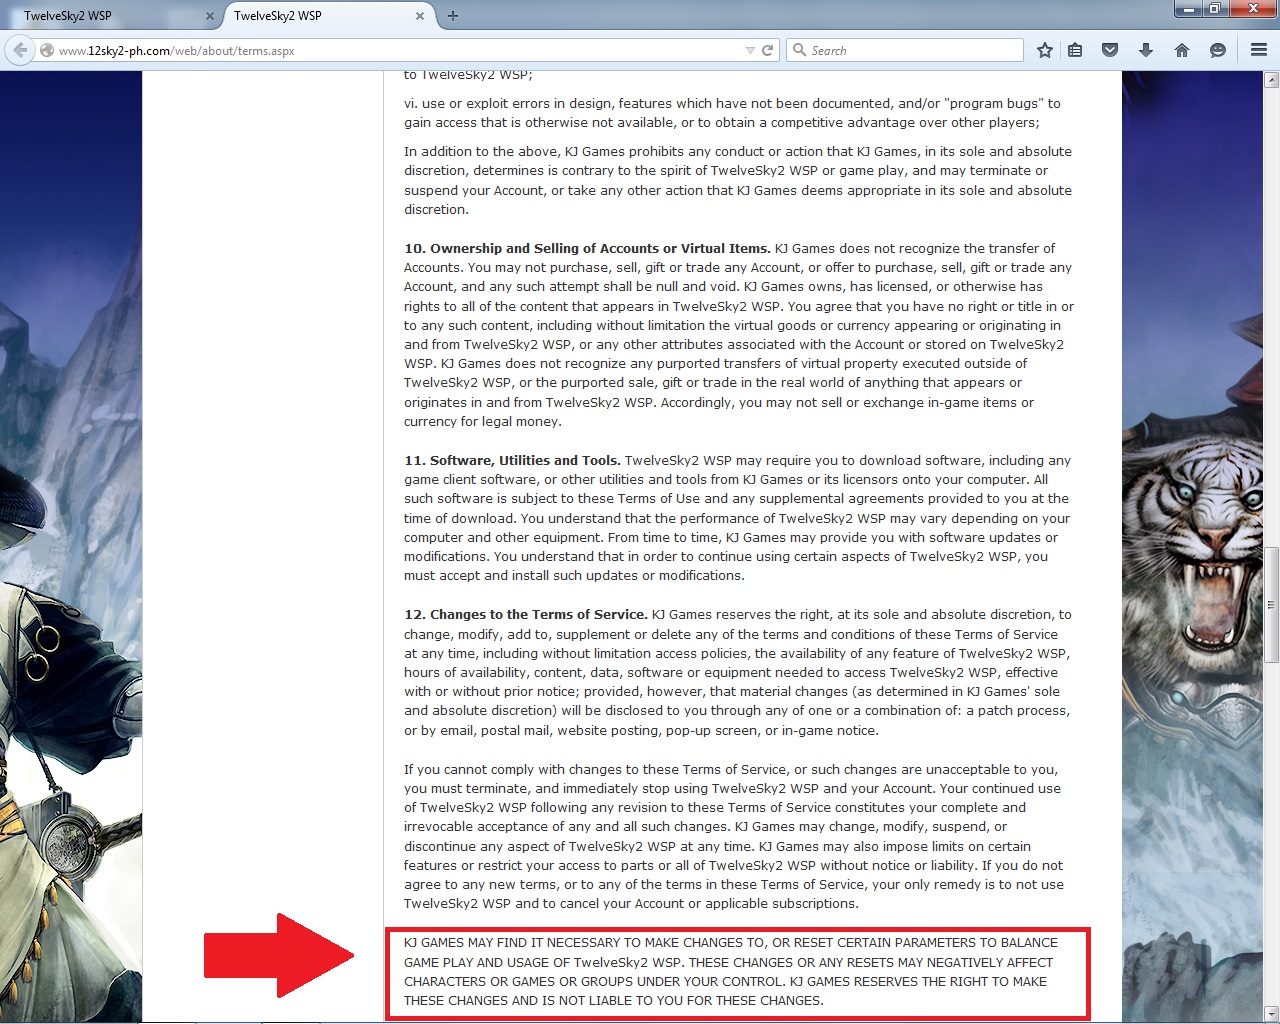 TwelveSky2 WSP
TwelveSky2 WSP
www.12sky2-ph.com/web/about/terms.aspx
Search
to TwelveSky2 WSP;
vi. use or exploit errors in design, features which have not been documented, and/or "program bugs" to
gain access that is otherwise not available, or to obtain a competitive advantage over other players;
In addition to the above, KJ Games prohibits any conduct or action that KJ Games, in its sole and absolute
discretion, determines is contrary to the spirit of TwelveSky2 WSP or game play, and may terminate or
suspend your Account, or take any other action that KJ Games deems appropriate in its sole and absolute
discretion.
10. Ownership and Selling of Accounts or Virtual Items. KJ Games does not recognize the transfer of
Accounts. You may not purchase, sell, gift or trade any Account, or offer to purchase, sell, gift or trade any
Account, and any such attempt shall be null and void. KJ Games owns, has licensed, or otherwise has
rights to all of the content that appears in TwelveSky2 WSP. You agree that you have no right or title in or
to any such content, including without limitation the virtual goods or currency appearing or originating in
and from TwelveSky2 WSP, or any other attributes associated with the Account or stored on TwelveSky2
WSP. KJ Games does not recognize any purported transfers of virtual property executed outside of
TwelveSky2 WSP, or the purported sale, gift or trade in the real world of anything that appears or
originates in and from TwelveSky2 WSP. Accordingly, you may not sell or exchange in-game items or
currency for legal money.
11. Software, Utilities and Tools. TwelveSky2 WSP may require you to download software, including any
game client software, or other utilities and tools from KJ Games or its licensors onto your computer. All
such software is subject to these Terms of Use and any supplemental agreements provided to you at the
time of download. You understand that the performance of TwelveSky2 WSP may vary depending on your
computer and other equipment. From time to time, KJ Games may provide you with software updates or
modifications. You understand that in order to continue using certain aspects of TwelveSky2 WSP, you
must accept and install such updates or modifications.
12. Changes to the Terms of Service. KJ Games reserves the right, at its sole and absolute discretion, to
change, modify, add to, supplement or delete any of the terms and conditions of these Terms of Service
at any time, including without limitation access policies, the availability of any feature of TwelveSky2 WSP,
hours of availability, content, data, software or equipment needed to access TwelveSky2 WSP, effective
with or without prior notice; provided, however, that material changes (as determined in KJ Games' sole
and absolute discretion) will be disclosed to you through any of one or a combination of: a patch process,
or by email, postal mail, website posting, pop-up screen, or in-game notice.
If you cannot comply with changes to these Terms of Service, or such changes are unacceptable to you,
you must terminate, and immediately stop using TwelveSky2 WSP and your Account. Your continued use
of TwelveSky2 WSP following any revision to these Terms of Service constitutes your complete and
irrevocable acceptance of any and all such changes. KJ Games may change, modify, suspend, or
discontinue any aspect of TwelveSky2 WSP at any time. KJ Games may also impose limits on certain
features or restrict your access to parts or all of TwelveSky2 WSP without notice or liability. If you do not
agree to any new terms, or to any of the terms in these Terms of Service, your only remedy is to not use
TwelveSky2 WSP and to cancel your Account or applicable subscriptions.
KJ GAMES MAY FIND IT NECESSARY TO MAKE CHANGES TO, OR RESET CERTAIN PARAMETERS TO BALANCE
GAME PLAY AND USAGE OF TwelveSky2 WSP. THESE CHANGES OR ANY RESETS MAY NEGATIVELY AFFECT
CHARACTERS OR GAMES OR GROUPS UNDER YOUR CONTROL. KJ GAMES RESERVES THE RIGHT TO MAKE
THESE CHANGES AND IS NOT LIABLE TO YOU FOR THESE CHANGES.